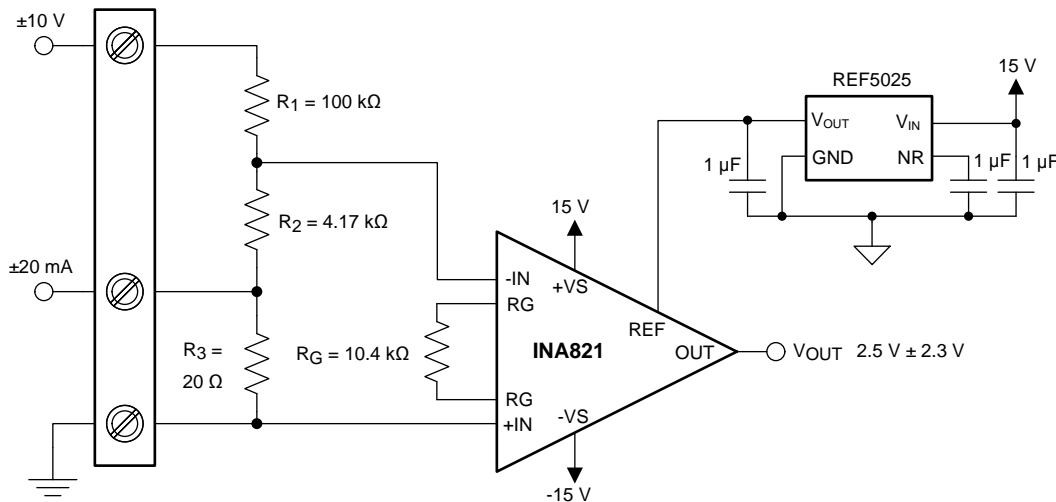 ±10 V
R1 = 100 kΩ
R2 = 4.17 kΩ
±20 mA
R3 =
20 Ω
RG = 10.4 kΩ
-IN
RG
RG
+IN
15 V
+VS
INA821
REF
OUT
-VS
-15 V
VOUT 2.5 V ± 2.3 V
REF5025
VOUT
VIN
GND
NR
15 V
1 µF
1 µF
1 µF